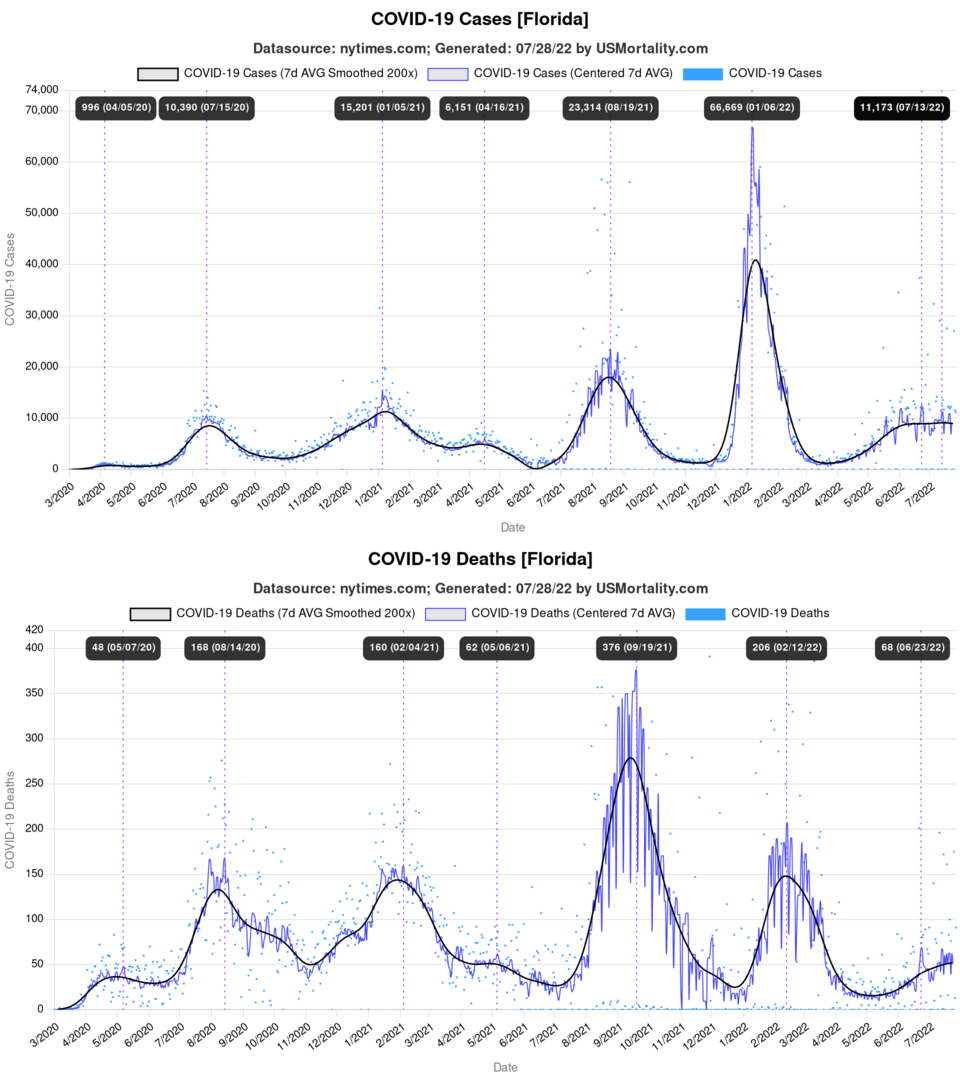 COVID-19 Cases [Florida]
Datasource: nytimes.com; Generated: 07/28/22 by USMortality.com
COVID-19 Cases (7d AVG Smoothed 200x) COVID-19 Cases (Centered 7d AVG) COVID-19 Cases
74,000
70,000
996 (04/05/20) 10,390 (07/15/20) 15,201 (01/05/21) 6,151 (04/16/21) 23,314 (08/19/21) 66,669 (01/06/22) 11,173 (07/13/22)
60,000
50,000
40,000
30,000
20,000
10,000
0
COVID-19 Cases
3/2020 4/2020 5/2020 6/2020 7/2020 8/2020 9/2020 10/2020 11/2020 12/2020 1/2021 2/2021 3/2021 4/2021 5/2021 6/2021 7/2021 8/2021 9/2021 10/2021 11/2021 12/2021 1/2022 2/2022 3/2022 4/2022 5/2022 6/2022 7/2022
Date
COVID-19 Deaths [Florida]
Datasource: nytimes.com; Generated: 07/28/22 by USMortality.com
COVID-19 Deaths (7d AVG Smoothed 200x) COVID-19 Deaths (Centered 7d AVG) COVID-19 Deaths
420
400
48 (05/07/20) 168 (08/14/20) 160 (02/04/21) 62 (05/06/21) 376 (09/19/21) 206 (02/12/22) 68 (06/23/22)
350
300
250
200
150
100
50
0
COVID-19 Deaths
3/2020 4/2020 5/2020 6/2020 7/2020 8/2020 9/2020 10/2020 11/2020 12/2020 1/2021 2/2021 3/2021 4/2021 5/2021 6/2021 7/2021 8/2021 9/2021 10/2021 11/2021 12/2021 1/2022 2/2022 3/2022 4/2022 5/2022 6/2022 7/2022
Date